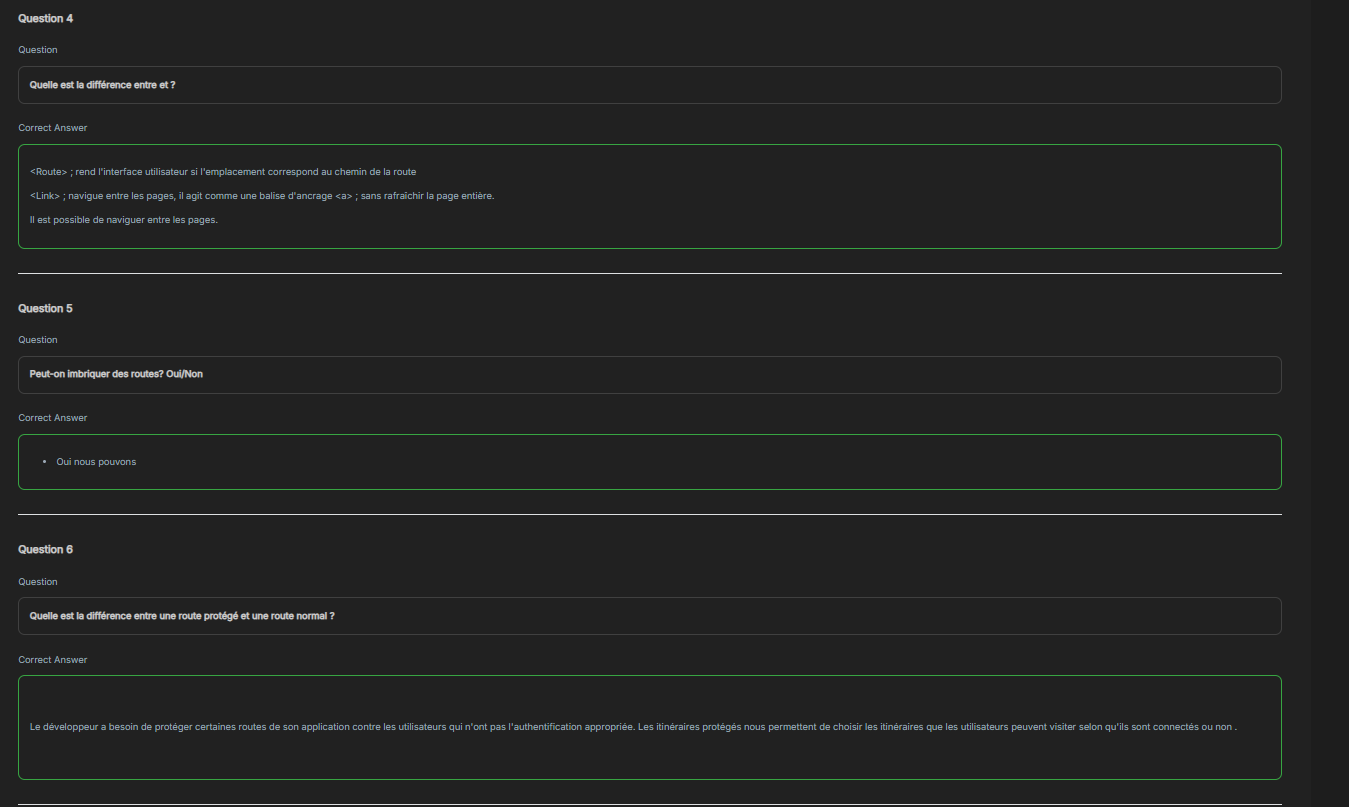 Question 4
Question
Quelle est la différence entre et ?
Correct Answer
<Route> ; rend l'interface utilisateur si l'emplacement correspond au chemin de la route
<Link> ; navigue entre les pages, il agit comme une balise d'ancrage <a> ; sans rafraîchir la page entière.
Il est possible de naviguer entre les pages.
Question 5
Question
Peut-on imbriquer des routes? Oui/Non
Correct Answer
• Oui nous pouvons
Question 6
Question
Quelle est la différence entre une route protégé et une route normal ?
Correct Answer
Le développeur a besoin de protéger certaines routes de son application contre les utilisateurs qui n'ont pas l'authentification appropriée. Les itinéraires protégés nous permettent de choisir les itinéraires que les utilisateurs peuvent visiter selon qu'ils sont connectés ou non .